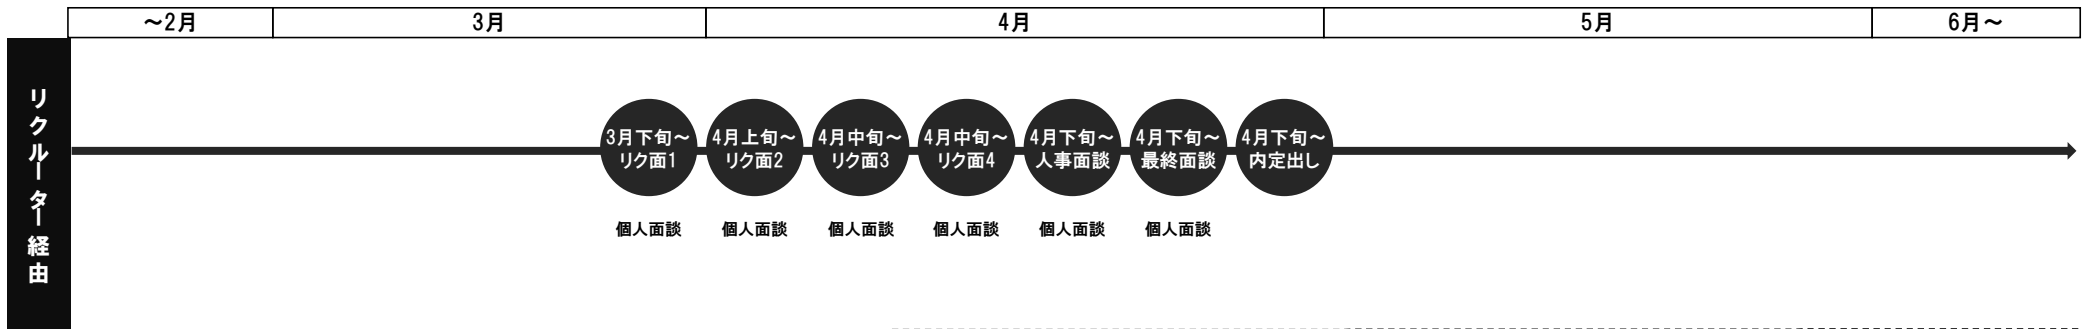 ～2月
3月
4月
5月
6月～
リクルーター経由
3月下旬～
リク面1
4月上旬～
リク面2
4月中旬～
リク面3
4月中旬～
リク面4
4月下旬～
人事面談
4月下旬～
最終面談
4月下旬～
内定出し
個人面談
個人面談
個人面談
個人面談
個人面談
個人面談